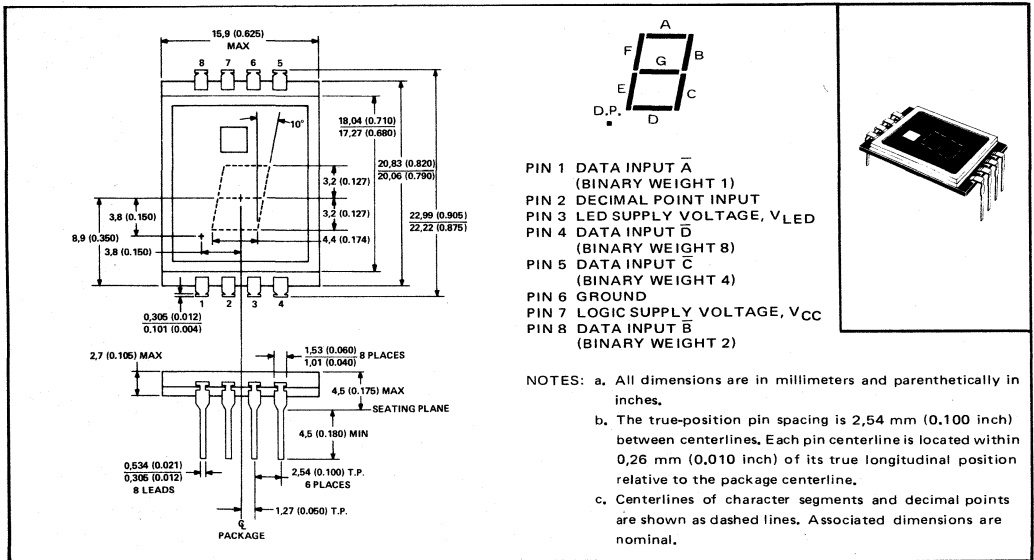 15,9 (0.625)
MAX
8 7 6 5
10°
18,04 (0.710)
17,27 (0.680)
20,83 (0.820)
20,06 (0.790)
3,2 (0.127)
22,99 (0.905)
22,22 (0.875)
3,8 (0.150)
3,2 (0.127)
8,9 (0.350)
4,4 (0.174)
3,8 (0.150)
1 2 3 4
0,305 (0.012)
0.101 (0.004)
2,7 (0.105) MAX
1,53 (0.060)
1,01 (0.040)
8 PLACES
4,5 (0.175) MAX
SEATING PLANE
4,5 (0.180) MIN
0,534 (0.021)
0,305 (0.012)
8 LEADS
2,54 (0.100) T.P.
6 PLACES
1,27 (0.050) T.P.
℄
PACKAGE
A
F
B
G
E
C
D.P.
D
PIN 1 DATA INPUT A̅
(BINARY WEIGHT 1)
PIN 2 DECIMAL POINT INPUT
PIN 3 LED SUPPLY VOLTAGE, VLED
PIN 4 DATA INPUT D̅
(BINARY WEIGHT 8)
PIN 5 DATA INPUT C̅
(BINARY WEIGHT 4)
PIN 6 GROUND
PIN 7 LOGIC SUPPLY VOLTAGE, VCC
PIN 8 DATA INPUT B̅
(BINARY WEIGHT 2)
NOTES: a. All dimensions are in millimeters and parenthetically in
inches.
b. The true-position pin spacing is 2,54 mm (0.100 inch)
between centerlines. Each pin centerline is located within
0,26 mm (0.010 inch) of its true longitudinal position
relative to the package centerline.
c. Centerlines of character segments and decimal points
are shown as dashed lines. Associated dimensions are
nominal.